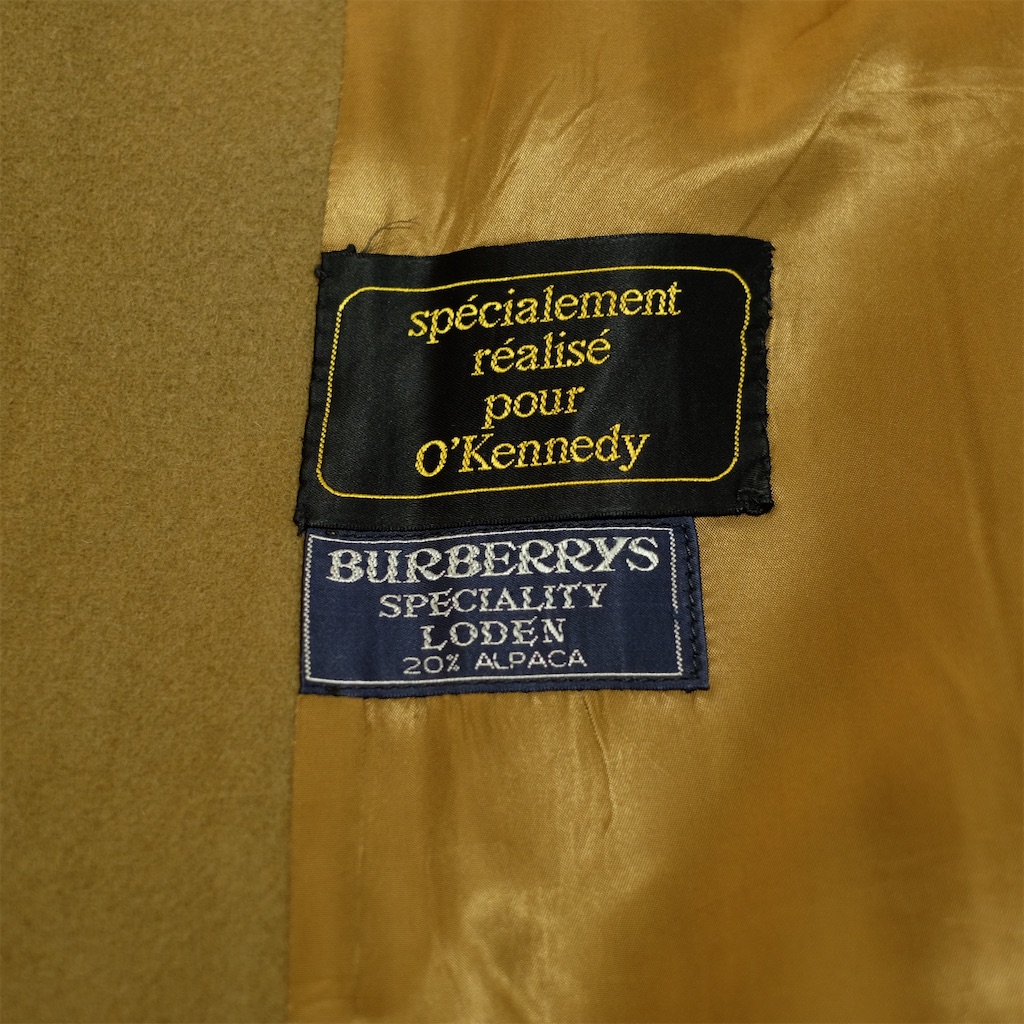 spécialement
réalisé
pour
O'Kennedy
BURBERRYS
SPECIALITY
LODEN
20% ALPACA